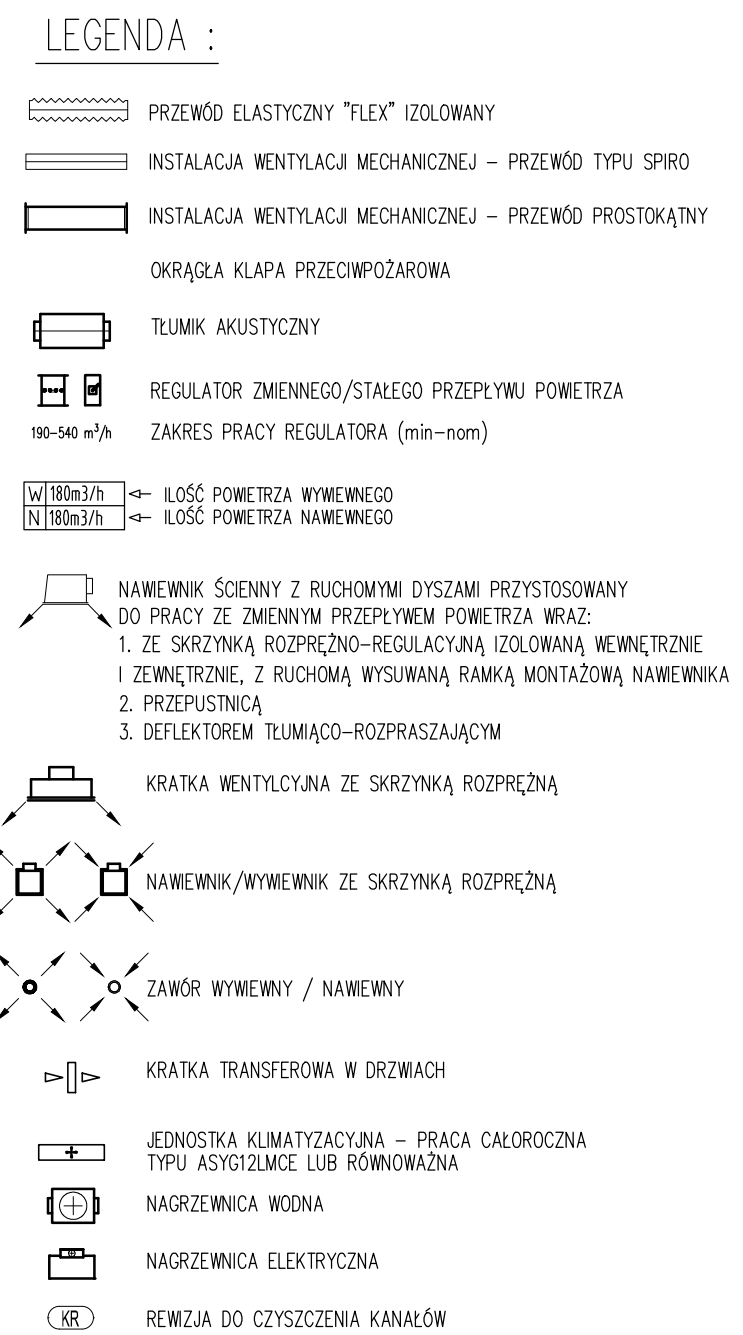 LEGENDA :
PRZEWÓD ELASTYCZNY "FLEX" IZOLOWANY
INSTALACJA WENTYLACJI MECHANICZNEJ – PRZEWÓD TYPU SPIRO
INSTALACJA WENTYLACJI MECHANICZNEJ – PRZEWÓD PROSTOKĄTNY
OKRĄGŁA KLAPA PRZECIWPOŻAROWA
TŁUMIK AKUSTYCZNY
REGULATOR ZMIENNEGO/STAŁEGO PRZEPŁYWU POWIETRZA
190–540 m³/h ZAKRES PRACY REGULATORA (min–nom)
W 180m3/h ILOŚĆ POWIETRZA WYWIEWNEGO
N 180m3/h ILOŚĆ POWIETRZA NAWIEWNEGO
NAWIEWNIK ŚCIENNY Z RUCHOMYMI DYSZAMI PRZYSTOSOWANY
DO PRACY ZE ZMIENNYM PRZEPŁYWEM POWIETRZA WRAZ:
1. ZE SKRZYNKĄ ROZPRĘŻNO–REGULACYJNĄ IZOLOWANĄ WEWNĘTRZNIE
I ZEWNĘTRZNIE, Z RUCHOMĄ WYSUWANĄ RAMKĄ MONTAŻOWĄ NAWIEWNIKA
2. PRZEPUSTNICĄ
3. DEFLEKTOREM TŁUMIĄCO–ROZPRASZAJĄCYM
KRATKA WENTYLCYJNA ZE SKRZYNKĄ ROZPRĘŻNĄ
NAWIEWNIK/WYWIEWNIK ZE SKRZYNKĄ ROZPRĘŻNĄ
ZAWÓR WYWIEWNY / NAWIEWNY
KRATKA TRANSFEROWA W DRZWIACH
JEDNOSTKA KLIMATYZACYJNA – PRACA CAŁOROCZNA
TYPU ASYG12LMCE LUB RÓWNOWAŻNA
NAGRZEWNICA WODNA
NAGRZEWNICA ELEKTRYCZNA
KR REWIZJA DO CZYSZCZENIA KANAŁÓW